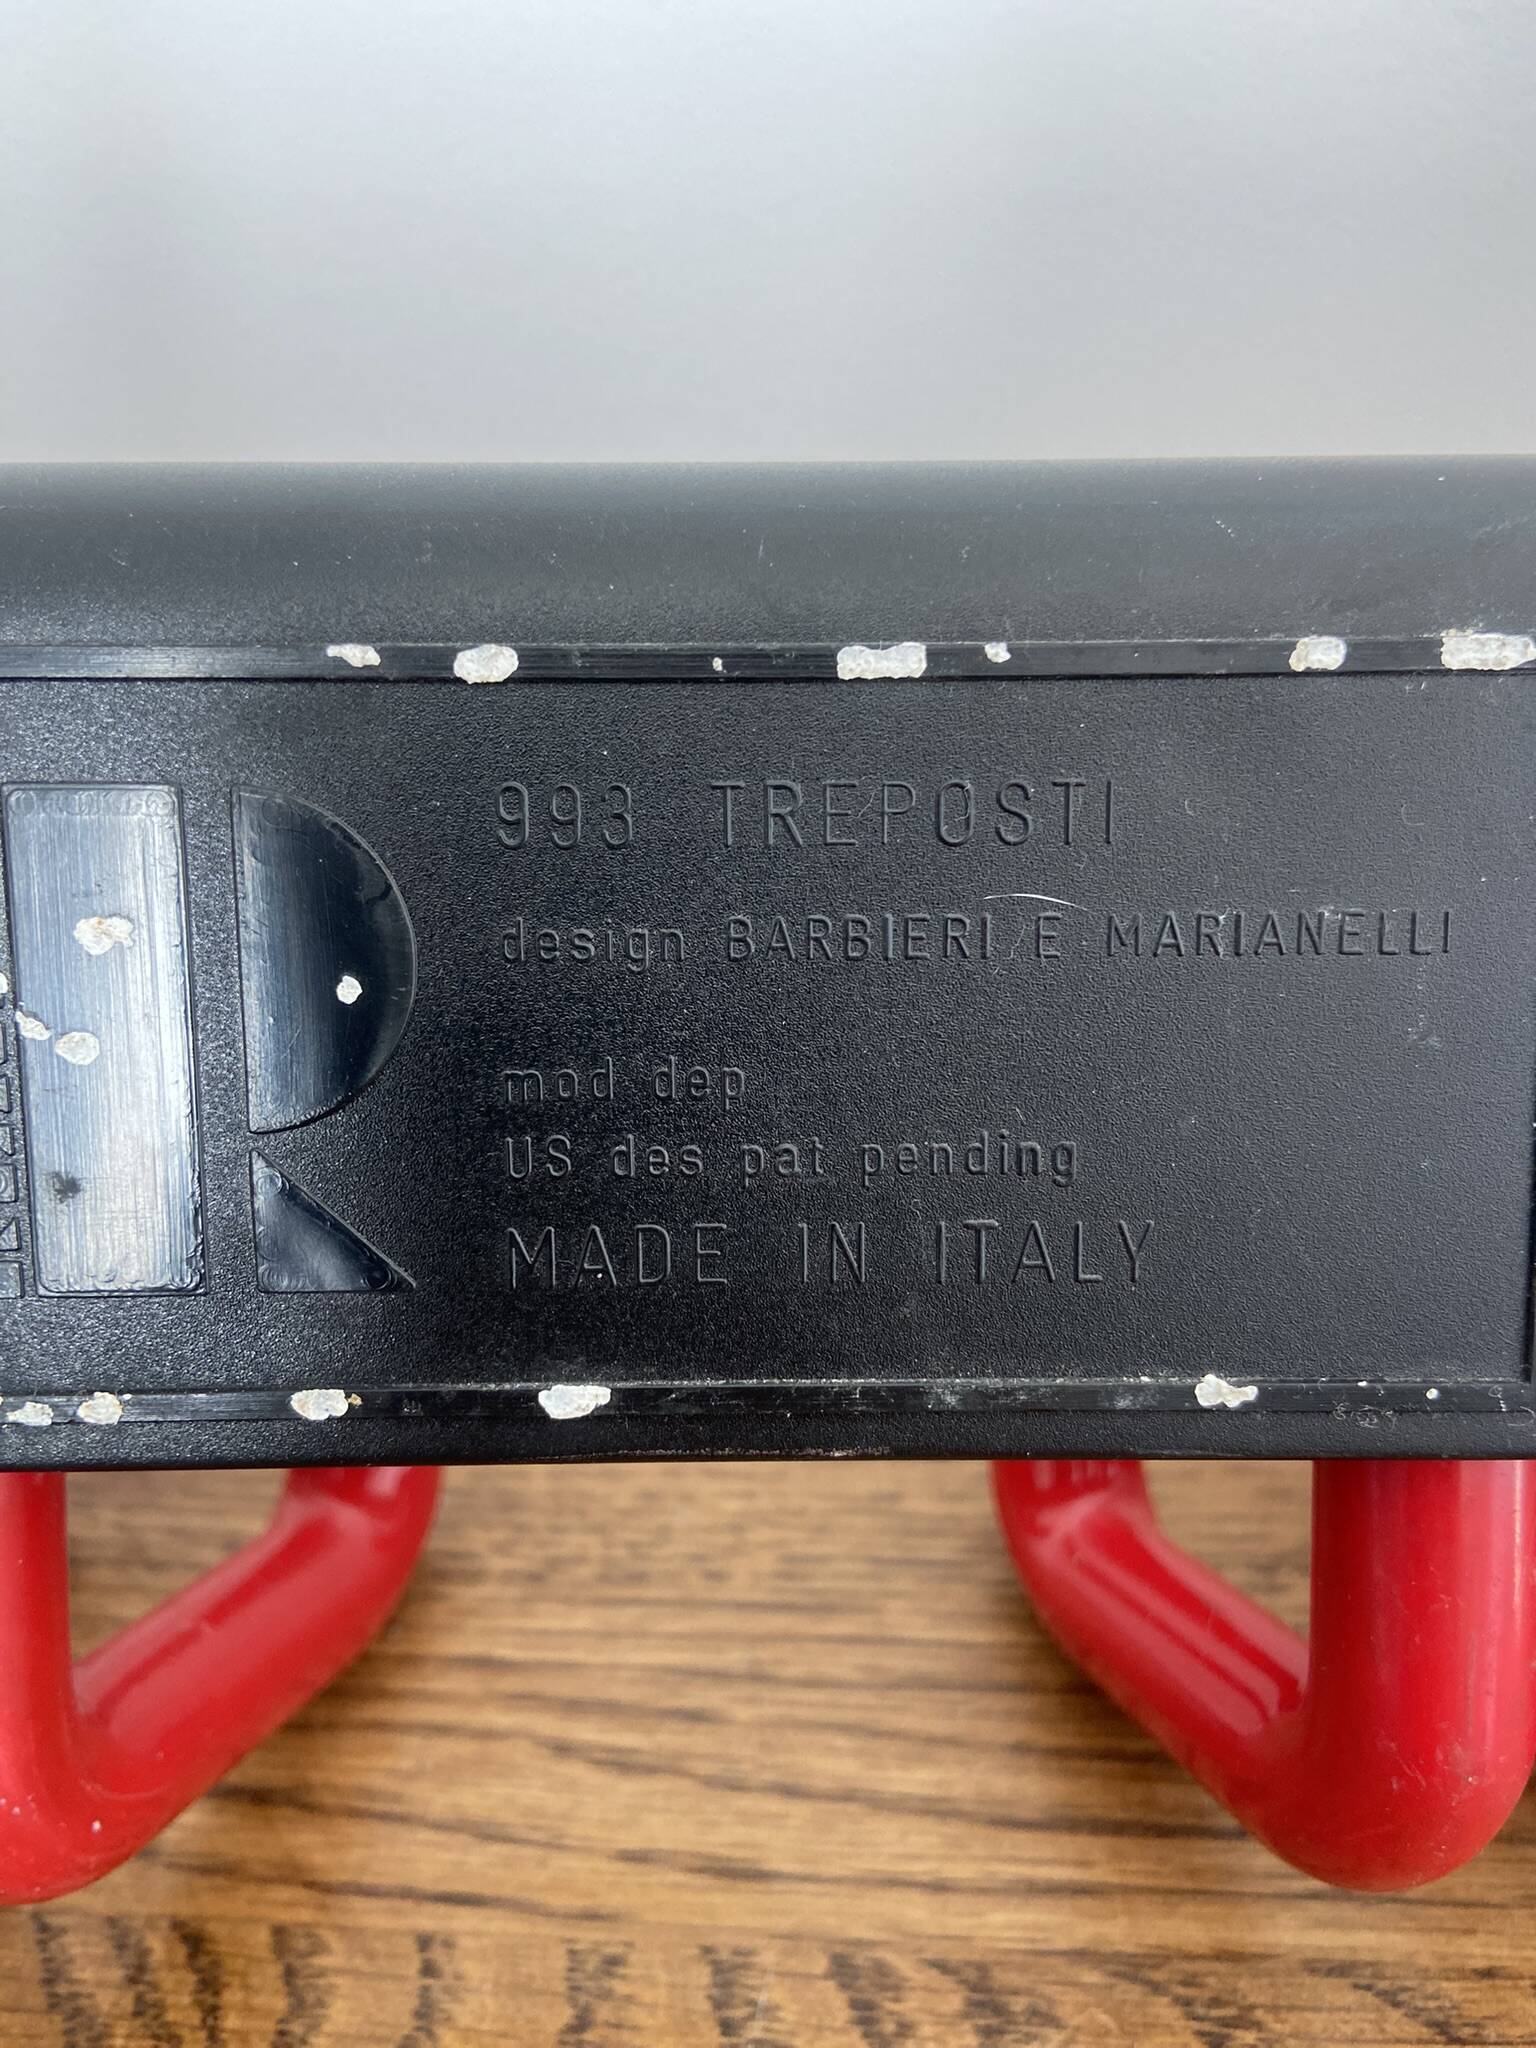 993 TREPOSTI
design BARBIERI E MARIANELLI
mod dep
US des pat pending
MADE IN ITALY